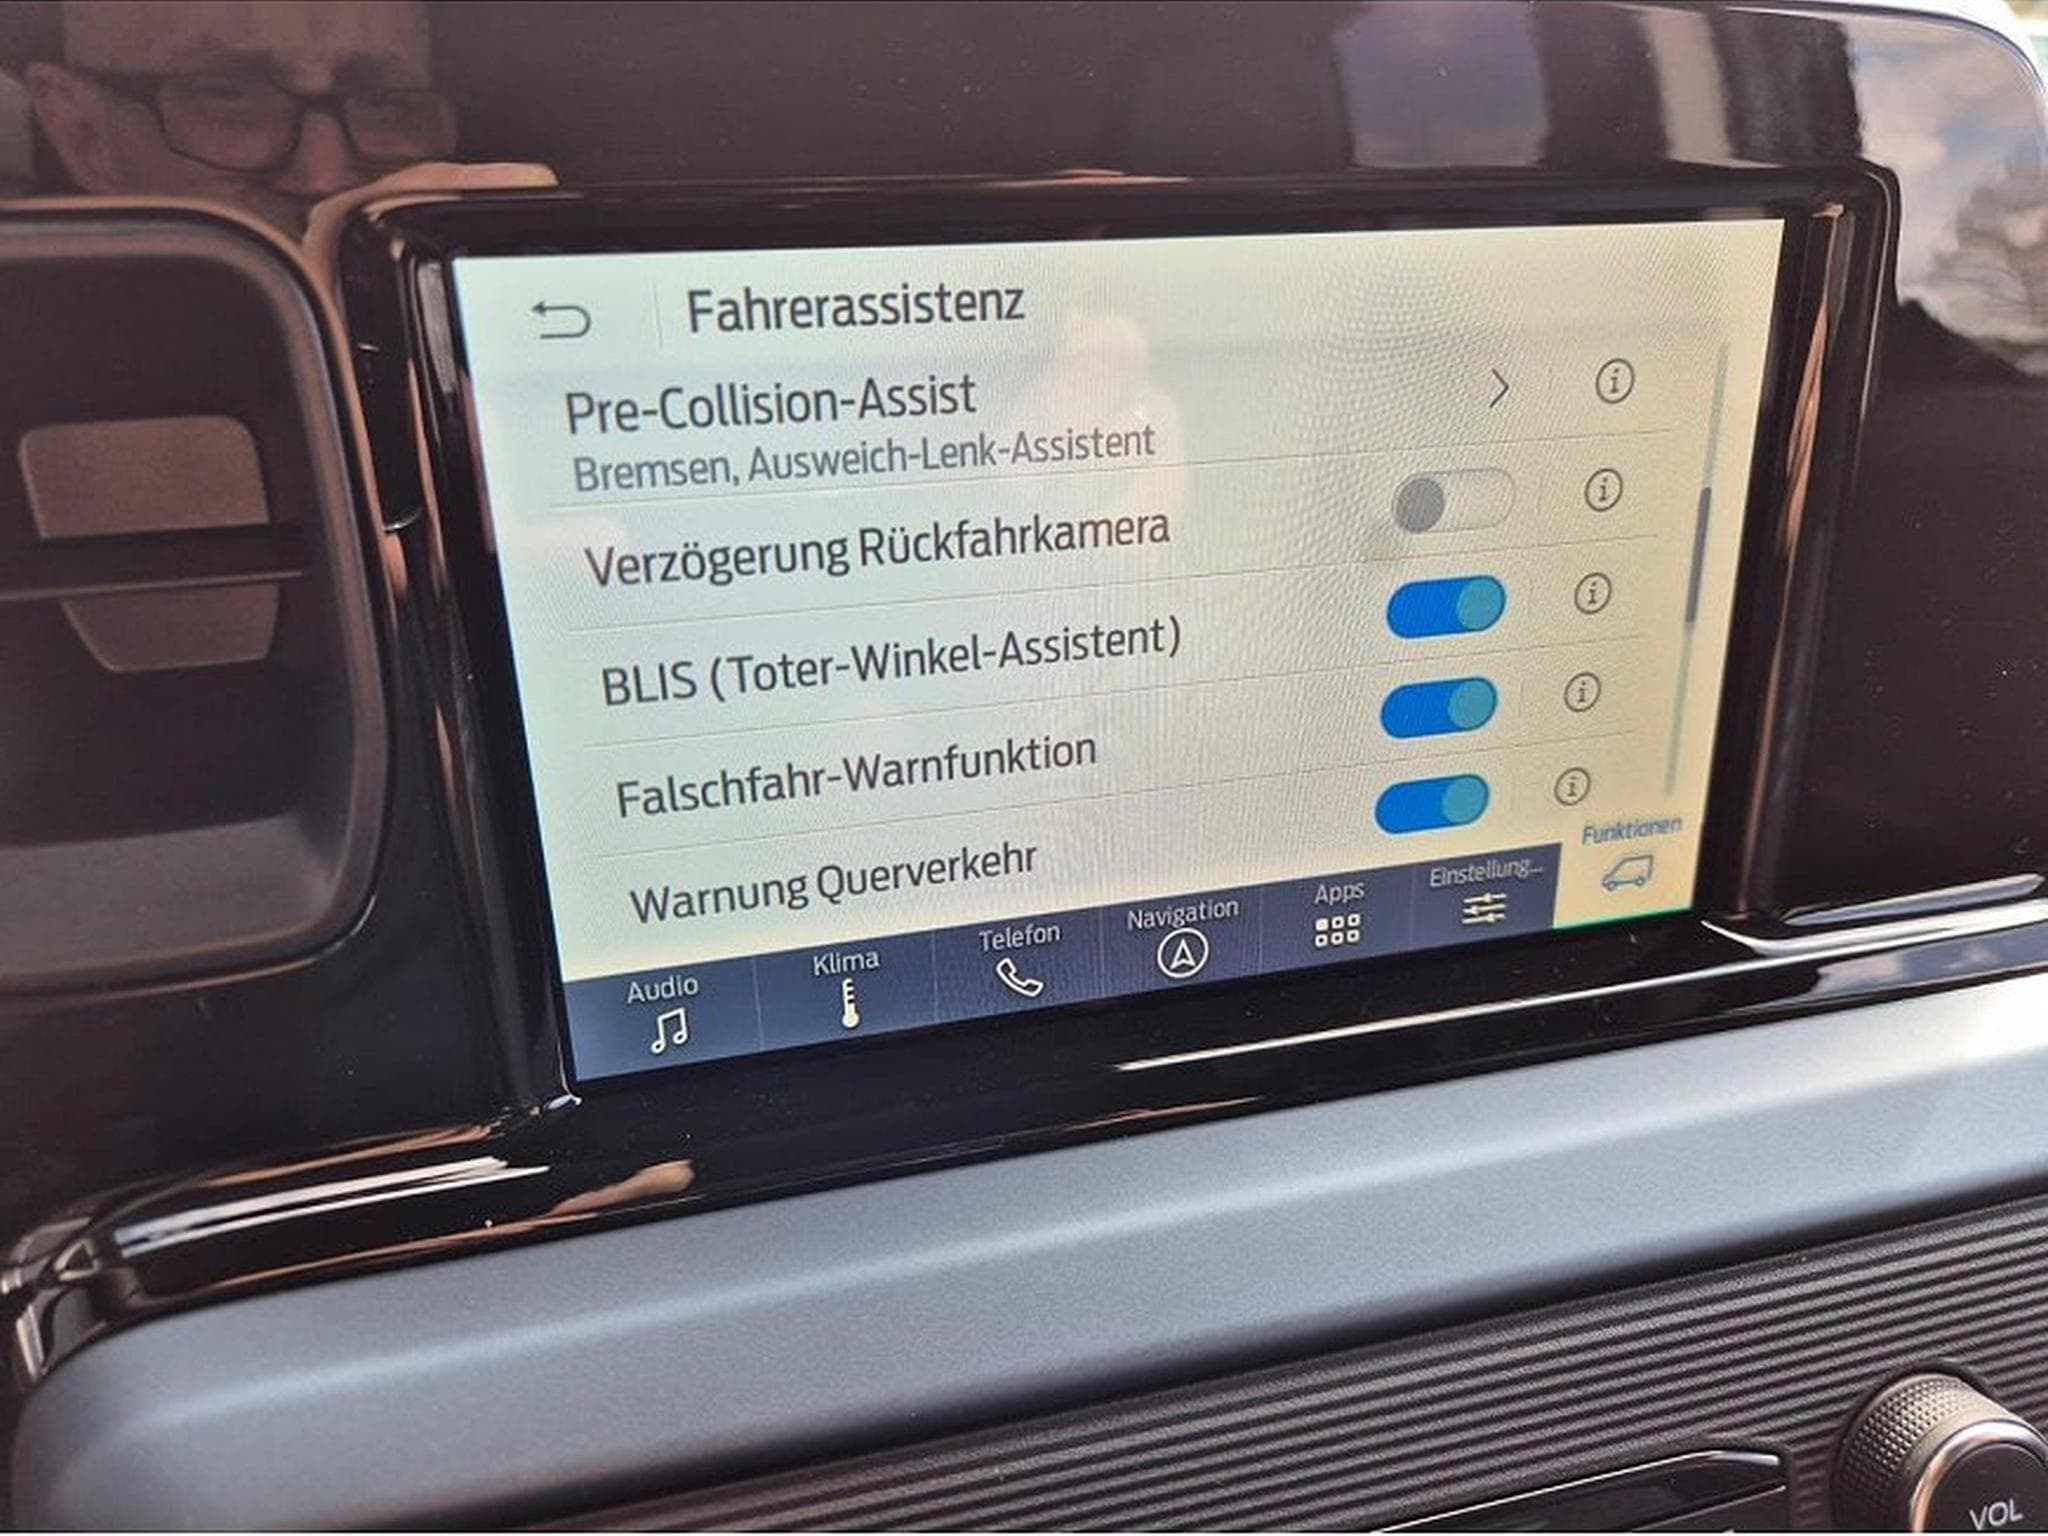 Fahrerassistenz
Pre-Collision-Assist
Bremsen, Ausweich-Lenk-Assistent
Verzögerung Rückfahrkamera
BLIS (Toter-Winkel-Assistent)
Falschfahr-Warnfunktion
Warnung Querverkehr
Audio
Klima
Telefon
Navigation
Apps
Einstellung...
Funktionen
VOL